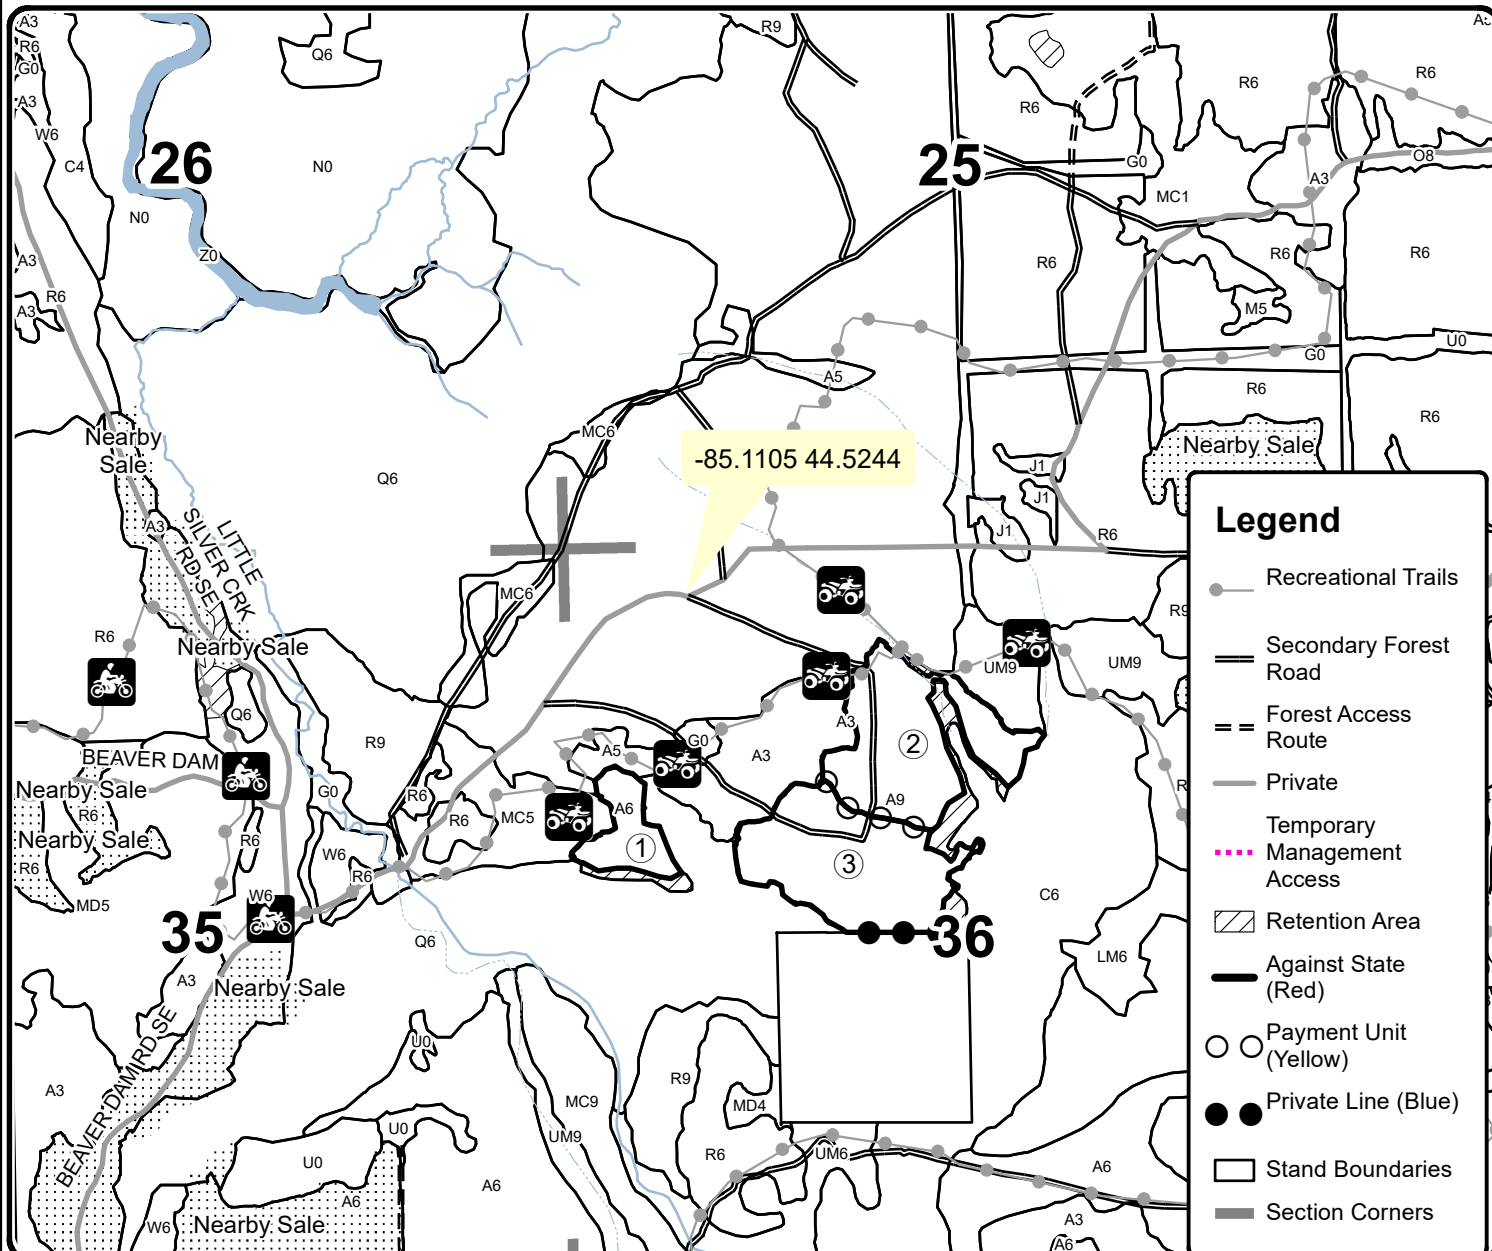 A3
R6
G0
A3
W6
C4
Q6
R9
R6
R6
R6
26
N0
N0
25
G0
MC1
A3
O8
Z0
A3
R6
A3
R6
R6
R6
M5
G0
U0
A5
R6
R6
MC6
Nearby
Sale
Nearby Sale
-85.1105 44.5244
Q6
J1
J1
J1
R6
A3
LITTLE
SILVER CRK
RD SE
MC6
R9
R6
Nearby Sale
UM9
UM9
Q6
R9
A3
2
BEAVER DAM
G0
A5
G0
A3
R
Nearby Sale
R6
R6
R6
MC5
A6
A9
Nearby Sale
R6
W6
1
3
R6
R6
MD5
W6
C6
35
Q6
36
A3
LM6
Nearby Sale
BEAVER DAM RD SE
U0
A3
R9
MD4
MC9
UM9
U0
U0
R6
UM6
A6
A6
A6
W6
Nearby Sale
A3
A6
Legend
Recreational Trails
Secondary Forest
Road
Forest Access
Route
Private
Temporary
Management
Access
Retention Area
Against State
(Red)
Payment Unit
(Yellow)
Private Line (Blue)
Stand Boundaries
Section Corners